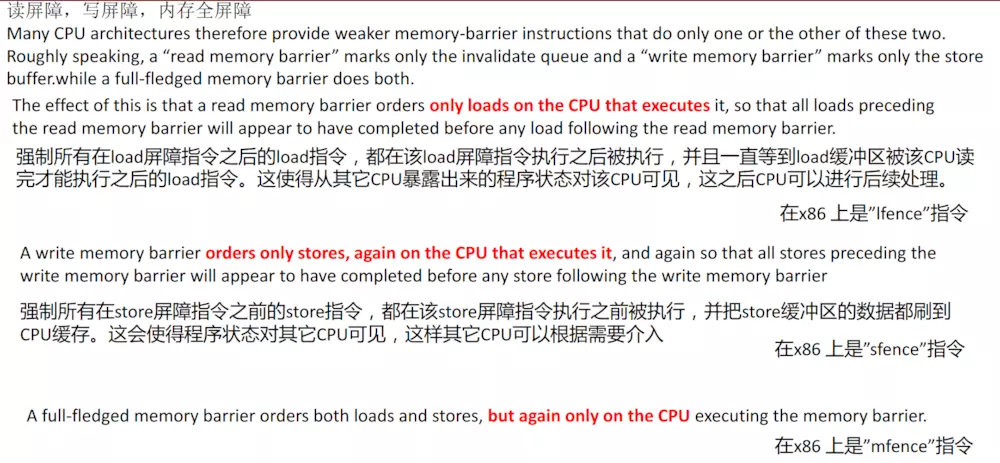 读屏障，写屏障，内存全屏障
Many CPU architectures therefore provide weaker memory-barrier instructions that do only one or the other of these two.
Roughly speaking, a “read memory barrier” marks only the invalidate queue and a “write memory barrier” marks only the store
buffer.while a full-fledged memory barrier does both.
The effect of this is that a read memory barrier orders only loads on the CPU that executes it, so that all loads preceding
the read memory barrier will appear to have completed before any load following the read memory barrier.
强制所有在load屏障指令之后的load指令，都在该load屏障指令执行之后被执行，并且一直等到load缓冲区被该CPU读
完才能执行之后的load指令。这使得从其它CPU暴露出来的程序状态对该CPU可见，这之后CPU可以进行后续处理。
在x86 上是”lfence”指令
A write memory barrier orders only stores, again on the CPU that executes it, and again so that all stores preceding the
write memory barrier will appear to have completed before any store following the write memory barrier
强制所有在store屏障指令之前的store指令，都在该store屏障指令执行之前被执行，并把store缓冲区的数据都刷到
CPU缓存。这会使得程序状态对其它CPU可见，这样其它CPU可以根据需要介入
在x86 上是”sfence”指令
A full-fledged memory barrier orders both loads and stores, but again only on the CPU executing the memory barrier.
在x86 上是”mfence”指令